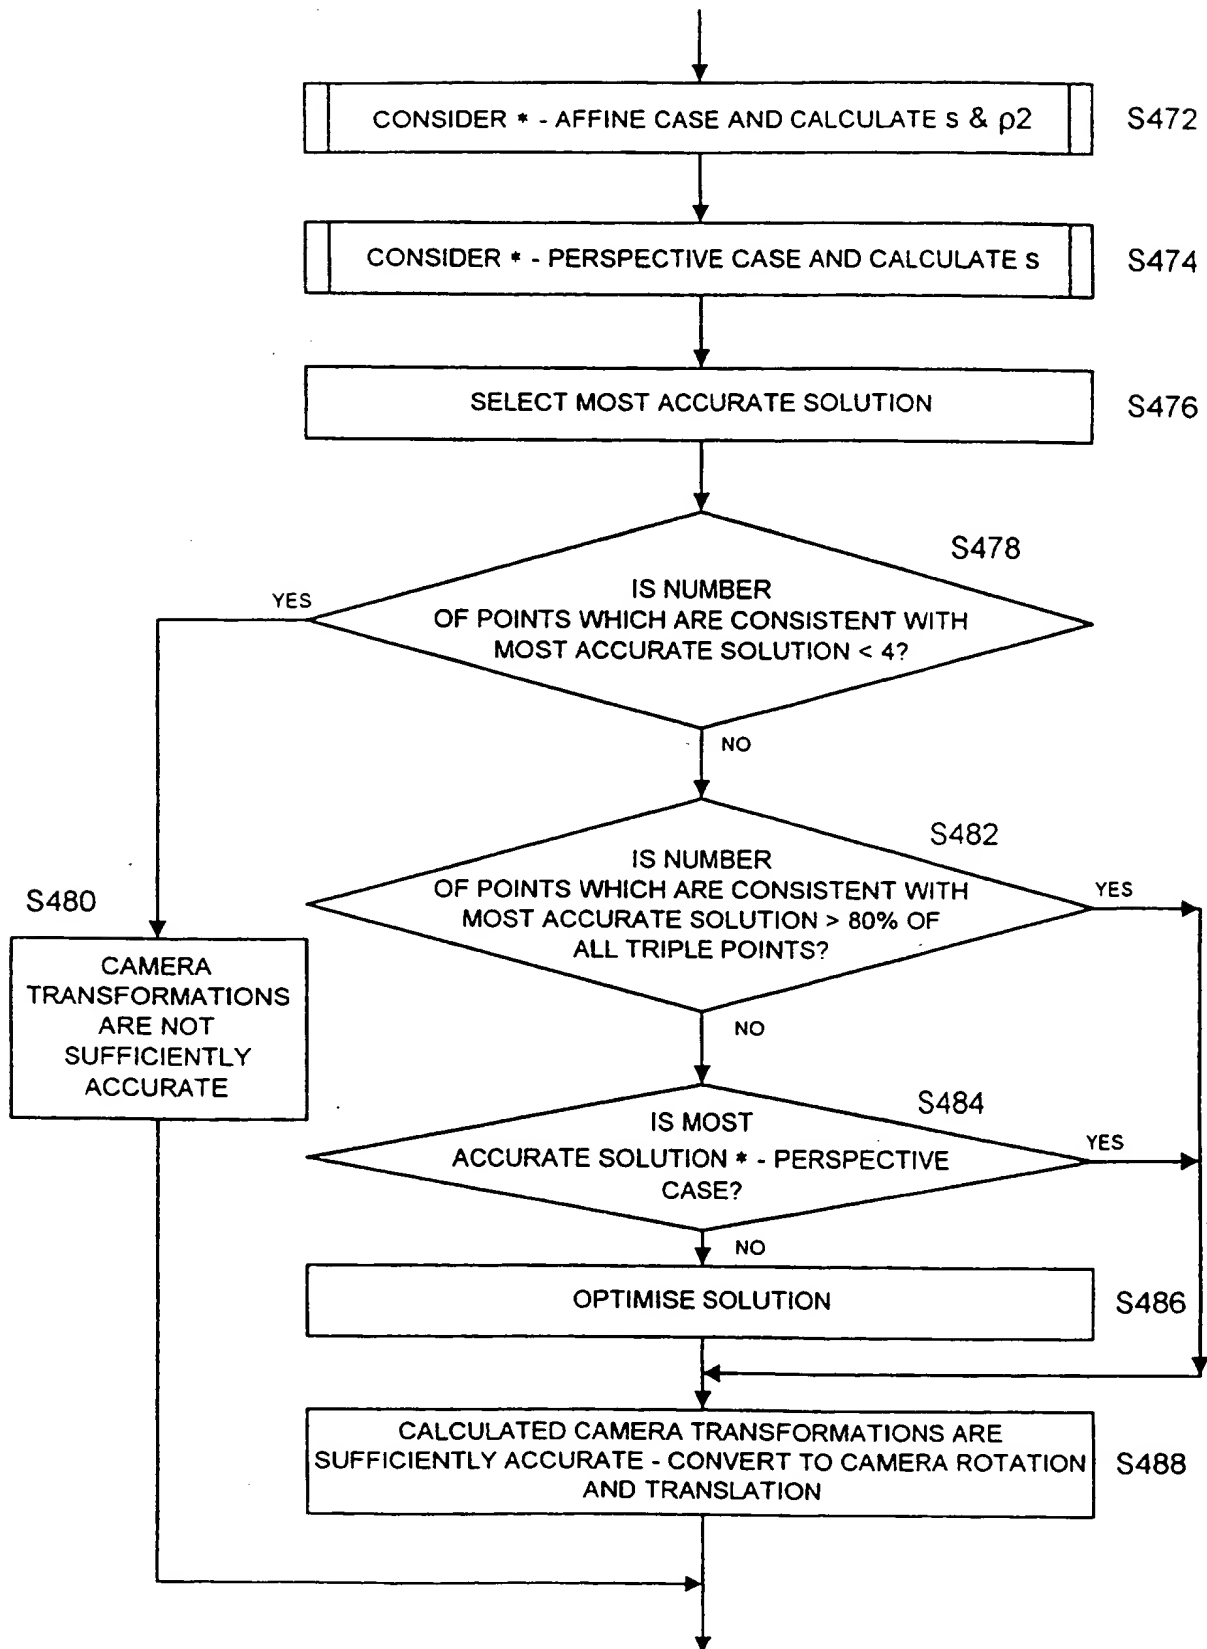 CONSIDER * - AFFINE CASE AND CALCULATE s & ρ2
S472
CONSIDER * - PERSPECTIVE CASE AND CALCULATE s
S474
SELECT MOST ACCURATE SOLUTION
S476
S478
IS NUMBER
OF POINTS WHICH ARE CONSISTENT WITH
MOST ACCURATE SOLUTION < 4?
YES
NO
S482
IS NUMBER
OF POINTS WHICH ARE CONSISTENT WITH
MOST ACCURATE SOLUTION > 80% OF
ALL TRIPLE POINTS?
YES
NO
S480
CAMERA
TRANSFORMATIONS
ARE NOT
SUFFICIENTLY
ACCURATE
S484
IS MOST
ACCURATE SOLUTION * - PERSPECTIVE
CASE?
YES
NO
OPTIMISE SOLUTION
S486
CALCULATED CAMERA TRANSFORMATIONS ARE
SUFFICIENTLY ACCURATE - CONVERT TO CAMERA ROTATION
AND TRANSLATION
S488